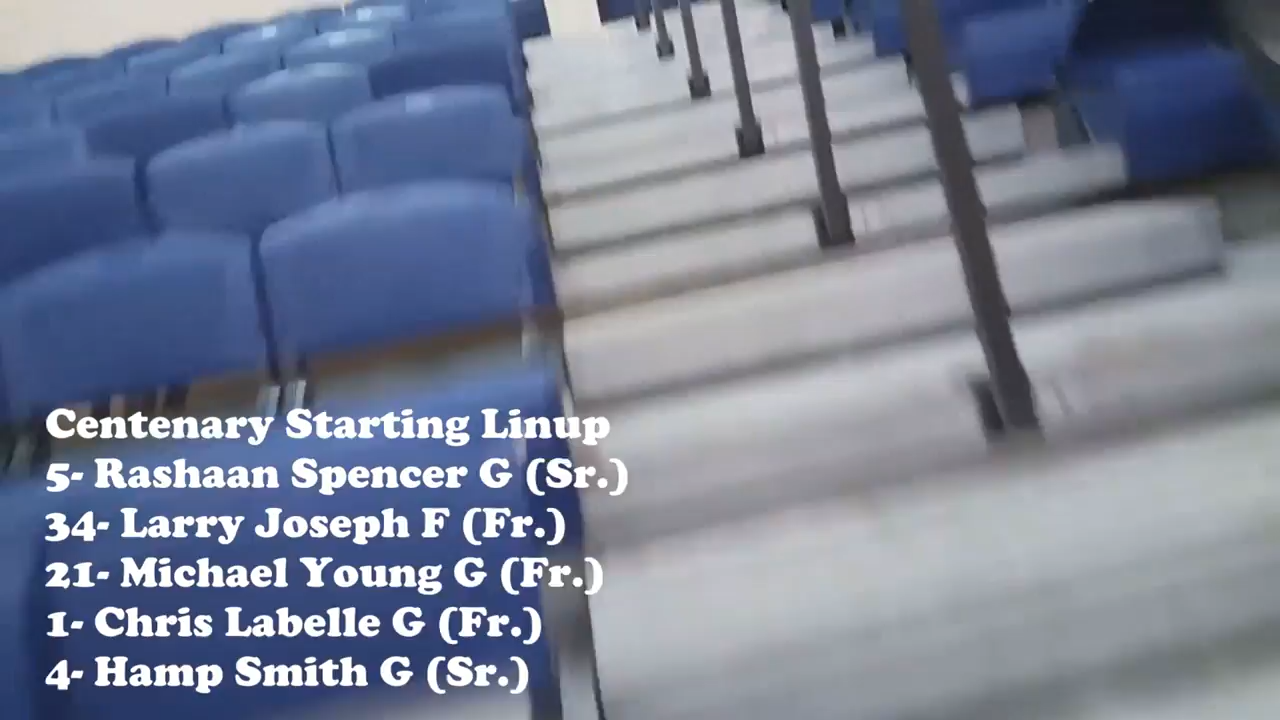 Centenary Starting Linup
5- Rashaan Spencer G (Sr.)
34- Larry Joseph F (Fr.)
21- Michael Young G (Fr.)
1- Chris Labelle G (Fr.)
4- Hamp Smith G (Sr.)